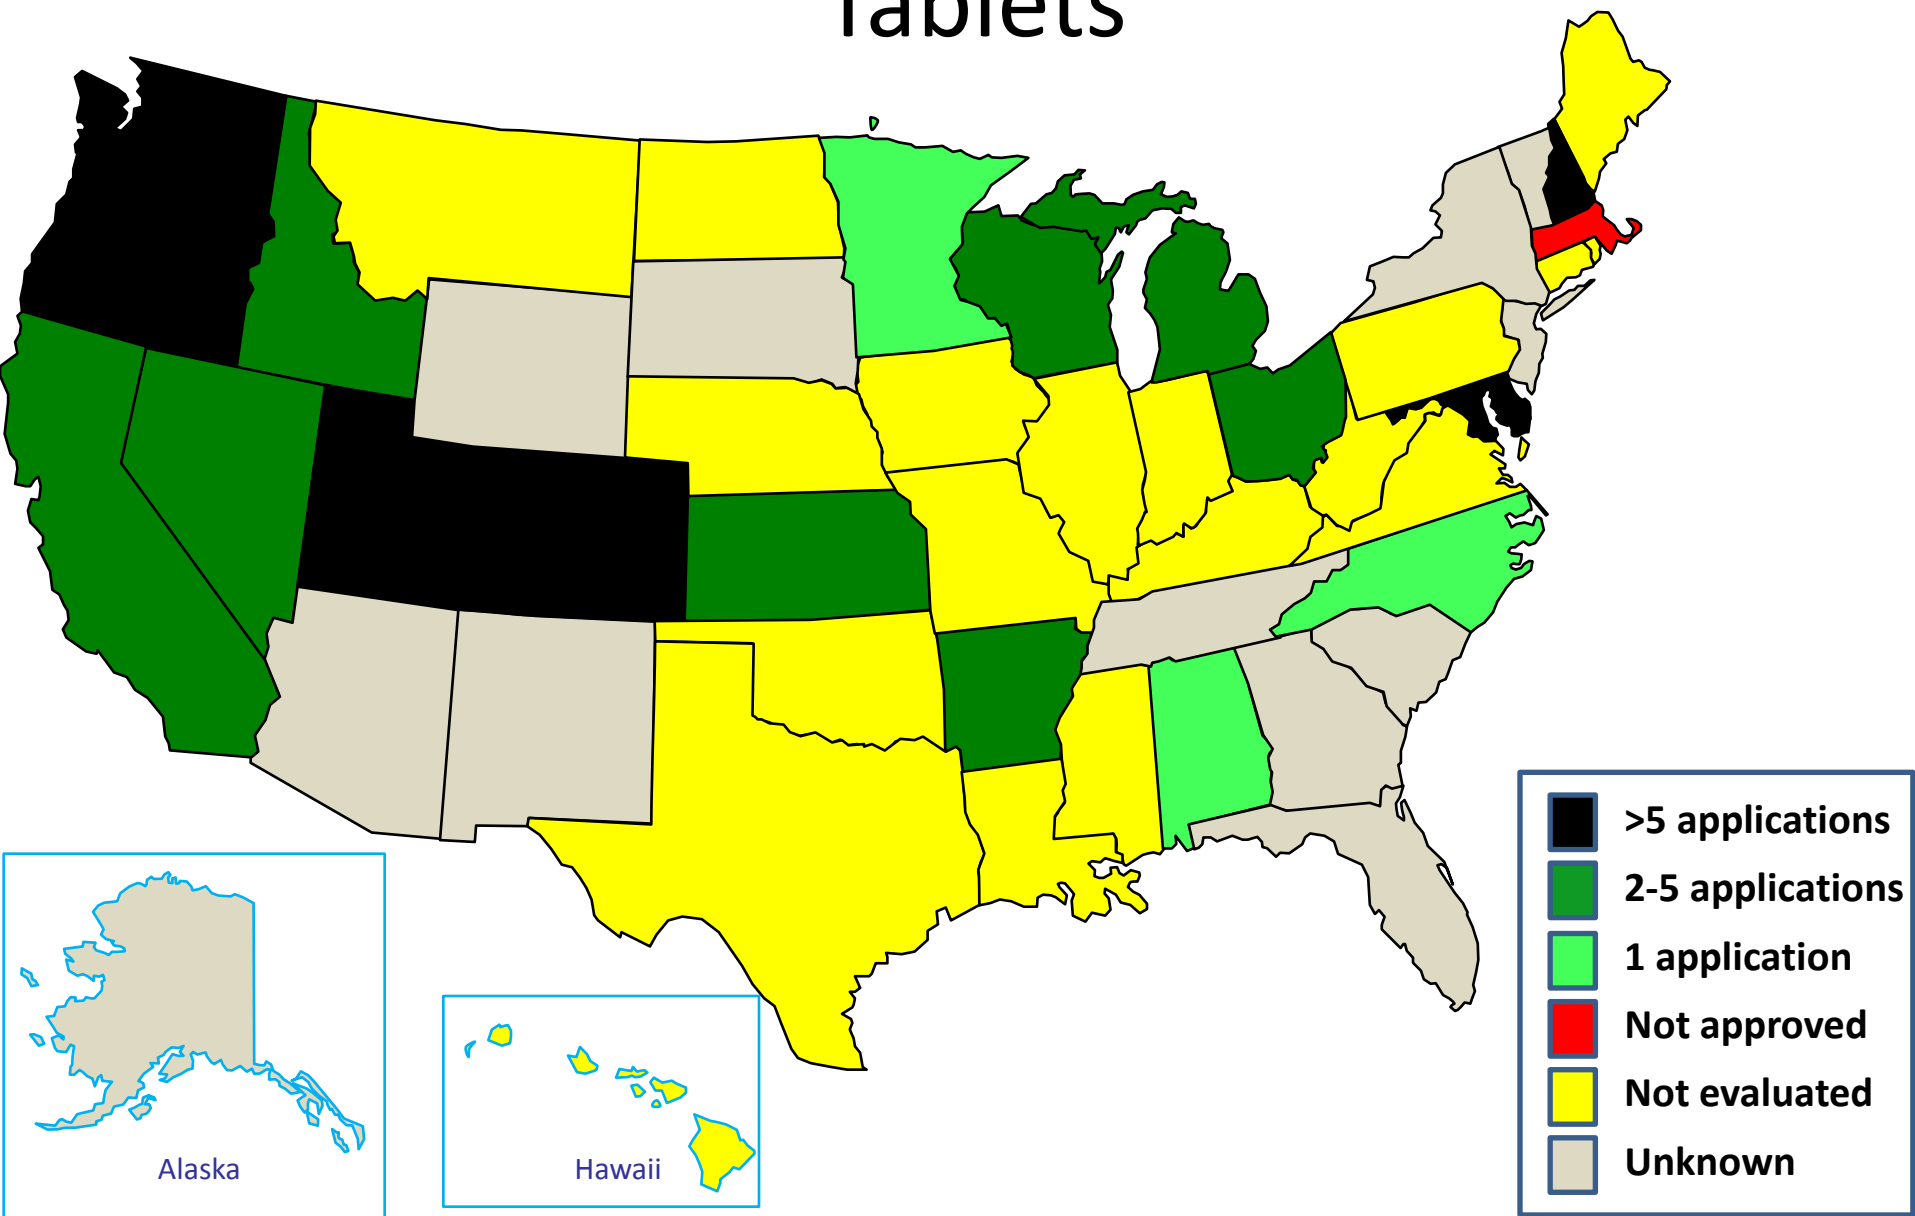 Tablets
>5 applications
2-5 applications
1 application
Not approved
Not evaluated
Unknown
Alaska
Hawaii